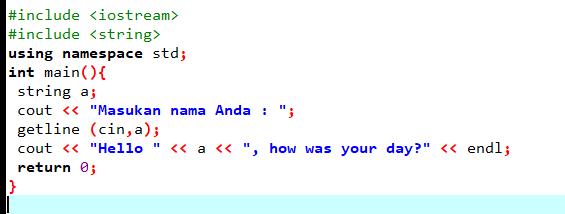 #include <iostream>
#include <string>
using namespace std;
int main(){
 string a;
 cout << "Masukan nama Anda : ";
 getline (cin,a);
 cout << "Hello " << a << ", how was your day?" << endl;
 return 0;
}